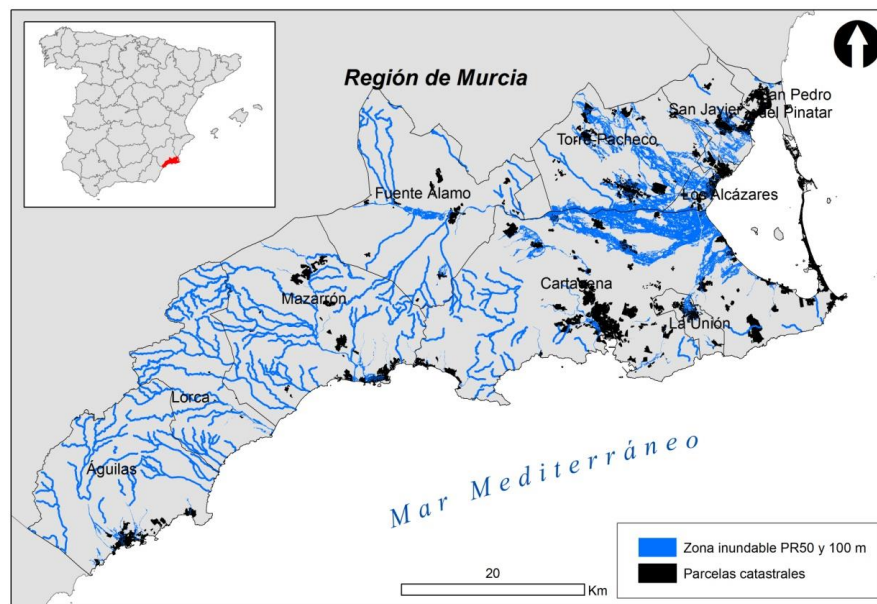 Región de Murcia
San Pedro
del Pinatar
San Javier
Torre-Pacheco
Los Alcázares
Fuente Alamo
Cartagena
Mazarrón
La Unión
Lorca
Águilas
Mar Mediterráneo
20
Km
Zona inundable PR50 y 100 m
Parcelas catastrales